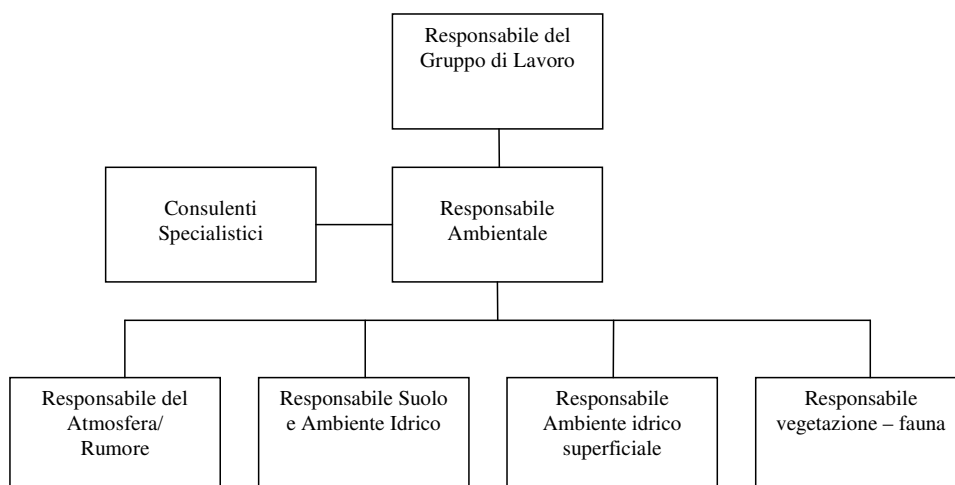 Responsabile del
Gruppo di Lavoro
Consulenti
Specialistici
Responsabile
Ambientale
Responsabile del
Atmosfera/
Rumore
Responsabile Suolo
e Ambiente Idrico
Responsabile
Ambiente idrico
superficiale
Responsabile
vegetazione – fauna